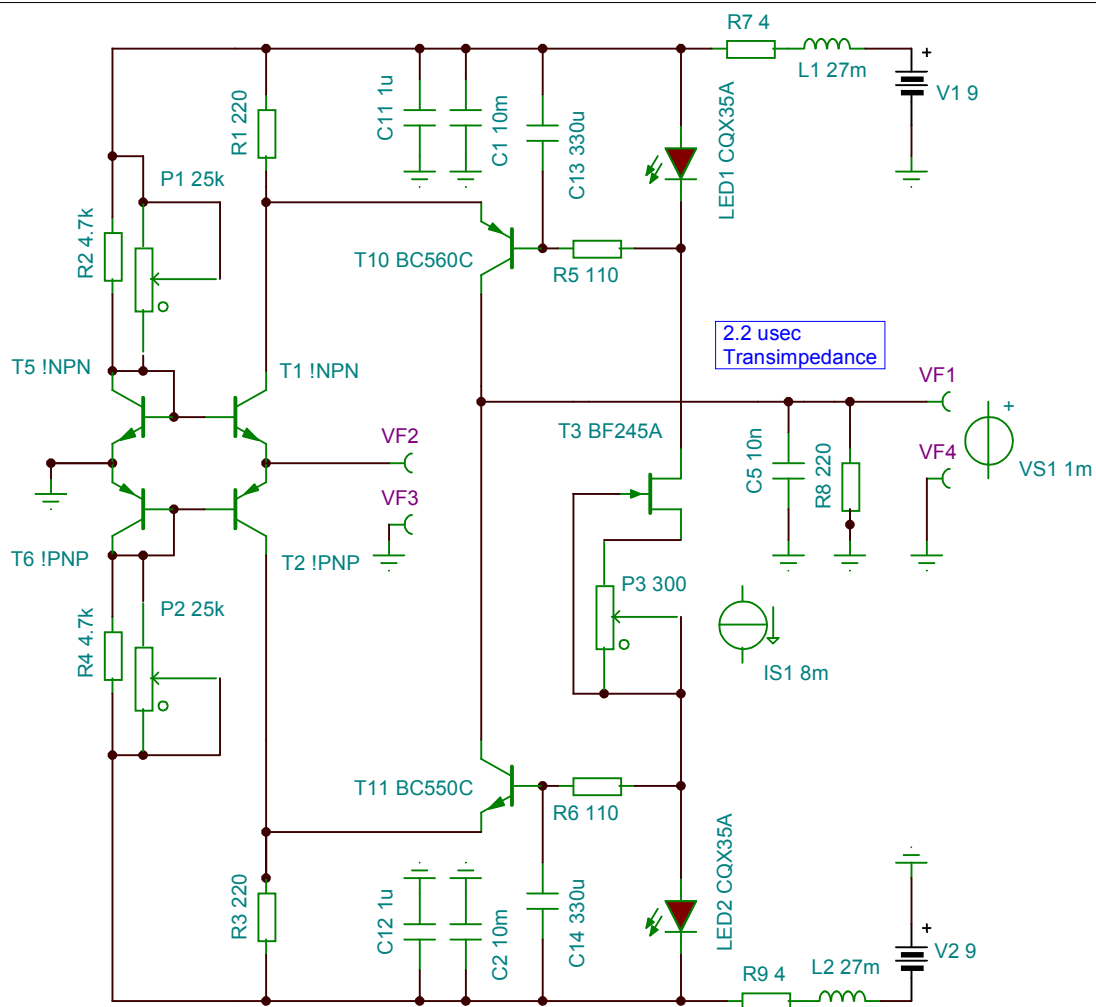 R7 4
L1 27m
V1 9
+
R1 220
C11 1u
C1 10m
C13 330u
LED1 CQX35A
P1 25k
R2 4.7k
T10 BC560C
R5 110
2.2 usec
Transimpedance
T5 !NPN
T1 !NPN
VF1
T3 BF245A
VF2
VF4
+
VS1 1m
C5 10n
R8 220
VF3
T6 !PNP
T2 !PNP
P3 300
P2 25k
R4 4.7k
IS1 8m
T11 BC550C
R6 110
R3 220
C12 1u
C2 10m
C14 330u
LED2 CQX35A
+
V2 9
R9 4
L2 27m